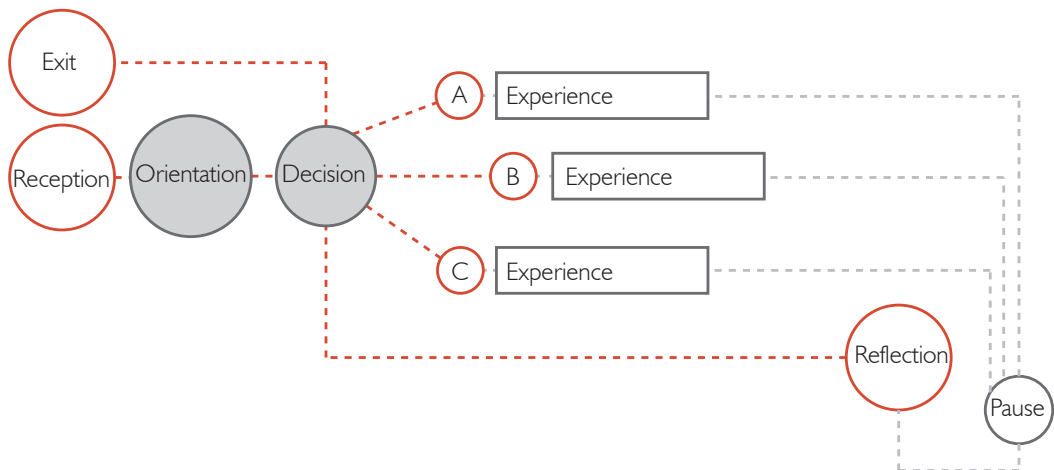 Exit
Reception
Orientation
Decision
A
Experience
B
Experience
C
Experience
Reflection
Pause